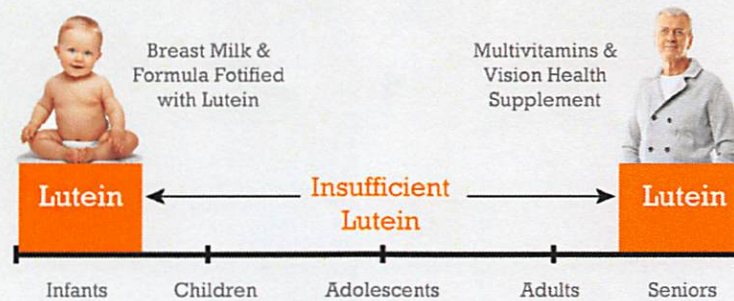 Breast Milk &
Formula Fotified
with Lutein
Multivitamins &
Vision Health
Supplement
Lutein
Insufficient
Lutein
Lutein
Infants
Children
Adolescents
Adults
Seniors